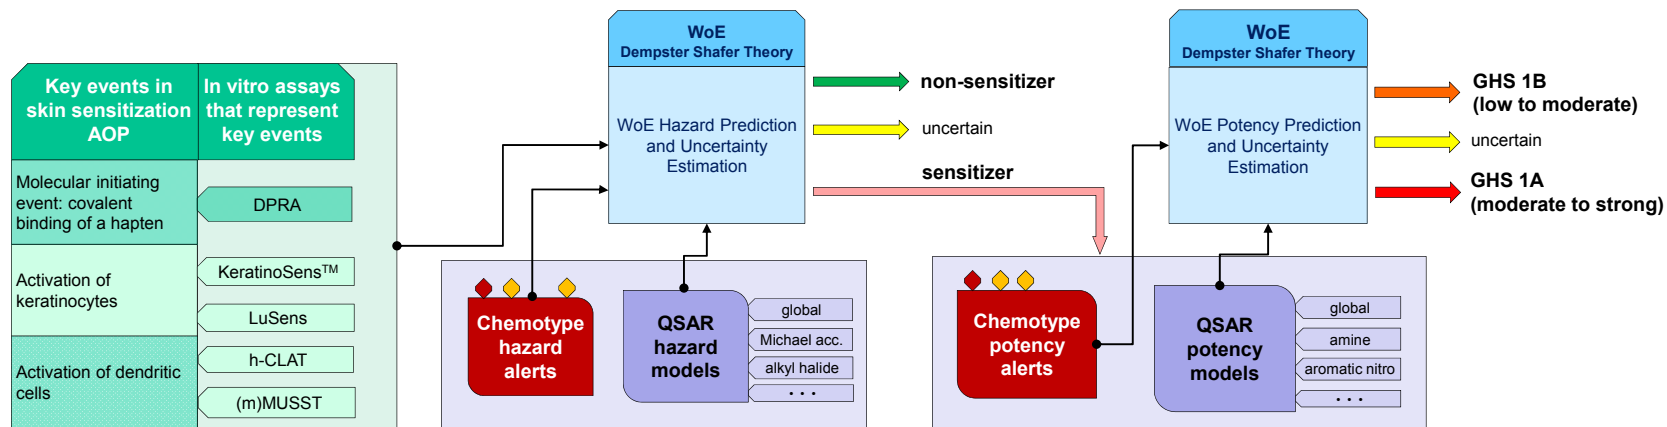 Key events in
skin sensitization
AOP
In vitro assays
that represent
key events
Molecular initiating
event: covalent
binding of a hapten
DPRA
Activation of
keratinocytes
KeratinoSens™
LuSens
Activation of dendritic
cells
h-CLAT
(m)MUSST
WoE
Dempster Shafer Theory
WoE Hazard Prediction
and Uncertainty
Estimation
non-sensitizer
uncertain
sensitizer
Chemotype
hazard
alerts
QSAR
hazard
models
global
Michael acc.
alkyl halide
• • •
WoE
Dempster Shafer Theory
WoE Potency Prediction
and Uncertainty
Estimation
GHS 1B
(low to moderate)
uncertain
GHS 1A
(moderate to strong)
Chemotype
potency
alerts
QSAR
potency
models
global
amine
aromatic nitro
• • •